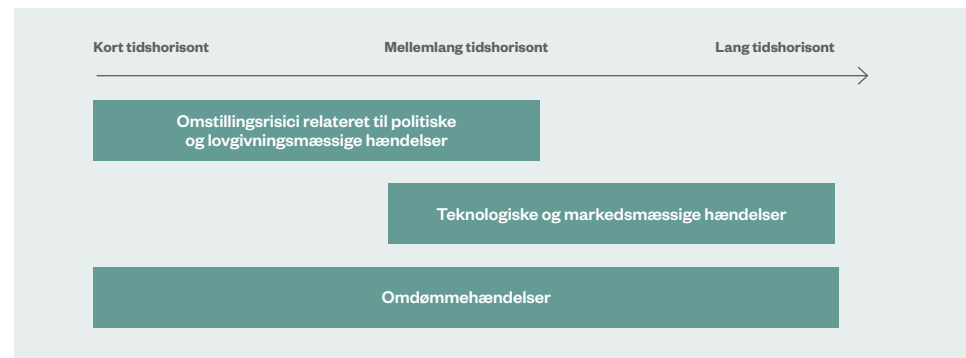 Kort tidshorisont
Mellemlang tidshorisont
Lang tidshorisont
Omstillingsrisici relateret til politiske
og lovgivningsmæssige hændelser
Teknologiske og markedsmæssige hændelser
Omdømmehændelser